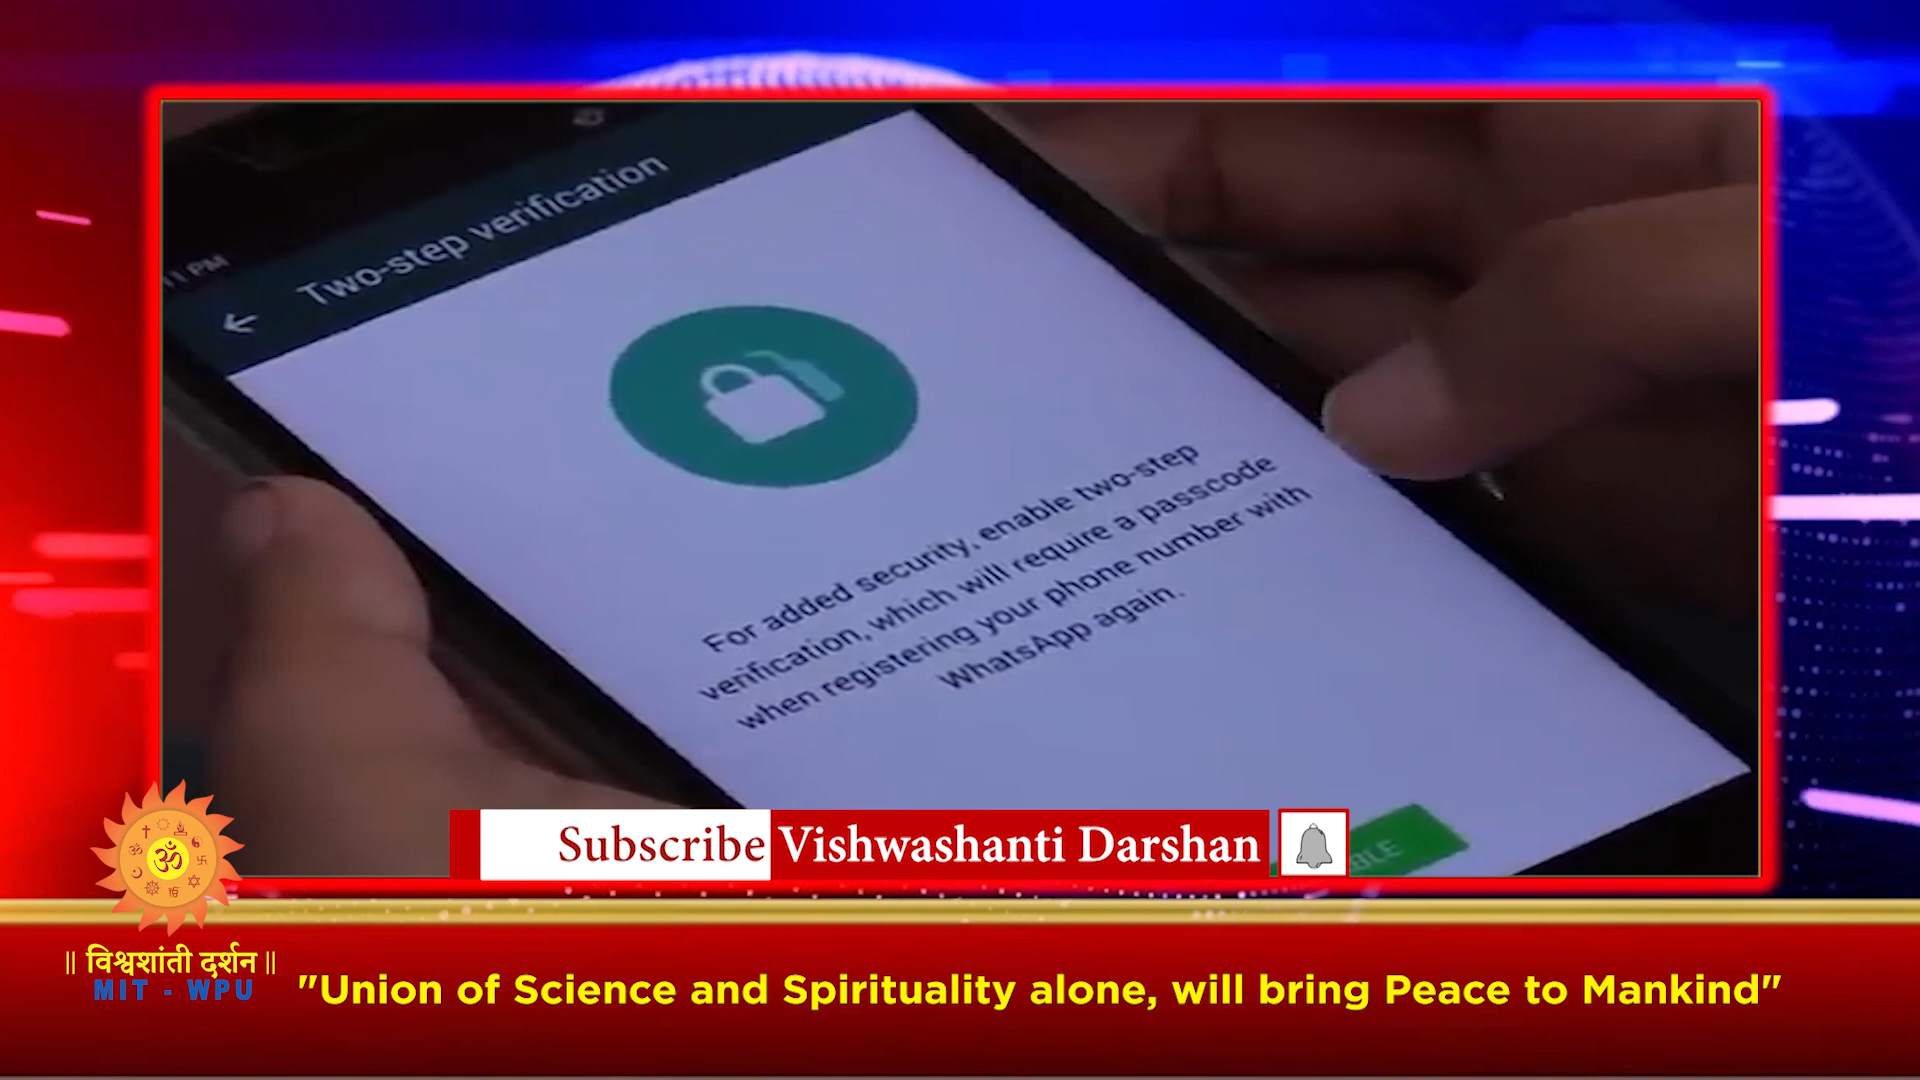 11 PM
Two-step verification
For added security, enable two-step
verification, which will require a passcode
when registering your phone number with
WhatsApp again.
Subscribe Vishwashanti Darshan
ॐ
|| विश्वशांती दर्शन ||
MIT - WPU
"Union of Science and Spirituality alone, will bring Peace to Mankind"